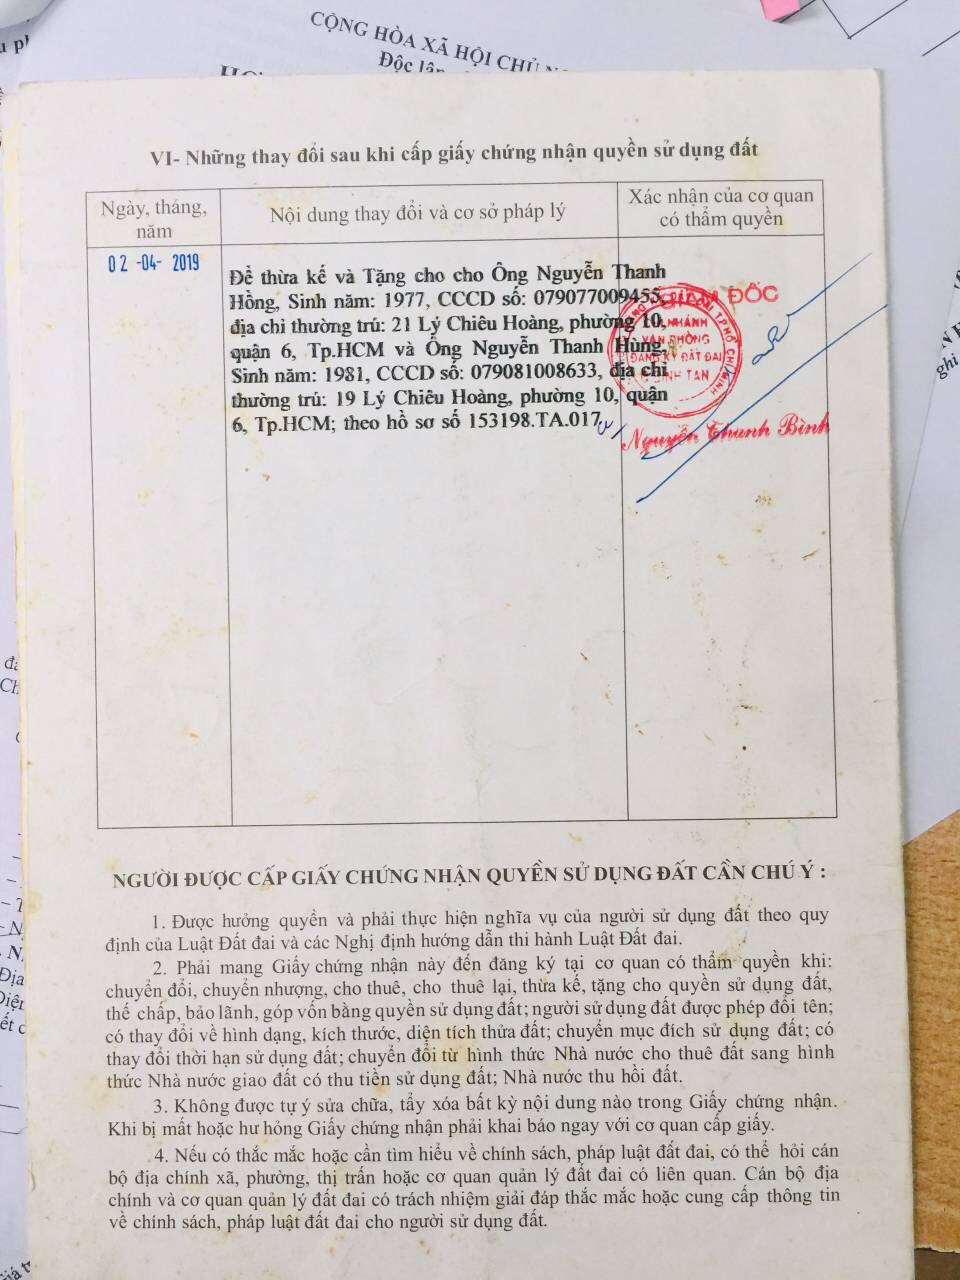 CỘNG HÒA XÃ HỘI CHỦ
Độc lập
VI- Những thay đổi sau khi cấp giấy chứng nhận quyền sử dụng đất
Ngày, tháng, năm
Nội dung thay đổi và cơ sở pháp lý
Xác nhận của cơ quan có thẩm quyền
02 -04- 2019
Để thừa kế và Tặng cho cho Ông Nguyễn Thanh
Hồng, Sinh năm: 1977, CCCD số: 079077009455,
địa chỉ thường trú: 21 Lý Chiêu Hoàng, phường 10,
quận 6, Tp.HCM và Ông Nguyễn Thanh Hùng,
Sinh năm: 1981, CCCD số: 079081008633, địa chỉ
thường trú: 19 Lý Chiêu Hoàng, phường 10, quận
6, Tp.HCM; theo hồ sơ số 153198.TA.017
ĐỐC
NHÁNH
VĂN PHÒNG
ĐĂNG KÝ ĐẤT ĐAI
TÂN
Nguyễn Thanh Bình
NGƯỜI ĐƯỢC CẤP GIẤY CHỨNG NHẬN QUYỀN SỬ DỤNG ĐẤT CẦN CHÚ Ý :
1. Được hưởng quyền và phải thực hiện nghĩa vụ của người sử dụng đất theo quy
định của Luật Đất đai và các Nghị định hướng dẫn thi hành Luật Đất đai.
2. Phải mang Giấy chứng nhận này đến đăng ký tại cơ quan có thẩm quyền khi:
chuyển đổi, chuyển nhượng, cho thuê, cho thuê lại, thừa kế, tặng cho quyền sử dụng đất,
thế chấp, bảo lãnh, góp vốn bằng quyền sử dụng đất; người sử dụng đất được phép đổi tên;
có thay đổi về hình dạng, kích thước, diện tích thửa đất; chuyển mục đích sử dụng đất; có
thay đổi thời hạn sử dụng đất; chuyển đổi từ hình thức Nhà nước cho thuê đất sang hình
thức Nhà nước giao đất có thu tiền sử dụng đất; Nhà nước thu hồi đất.
3. Không được tự ý sửa chữa, tẩy xóa bất kỳ nội dung nào trong Giấy chứng nhận.
Khi bị mất hoặc hư hỏng Giấy chứng nhận phải khai báo ngay với cơ quan cấp giấy.
4. Nếu có thắc mắc hoặc cần tìm hiểu về chính sách, pháp luật đất đai, có thể hỏi cán
bộ địa chính xã, phường, thị trấn hoặc cơ quan quản lý đất đai có liên quan. Cán bộ địa
chính và cơ quan quản lý đất đai có trách nhiệm giải đáp thắc mắc hoặc cung cấp thông tin
về chính sách, pháp luật đất đai cho người sử dụng đất.